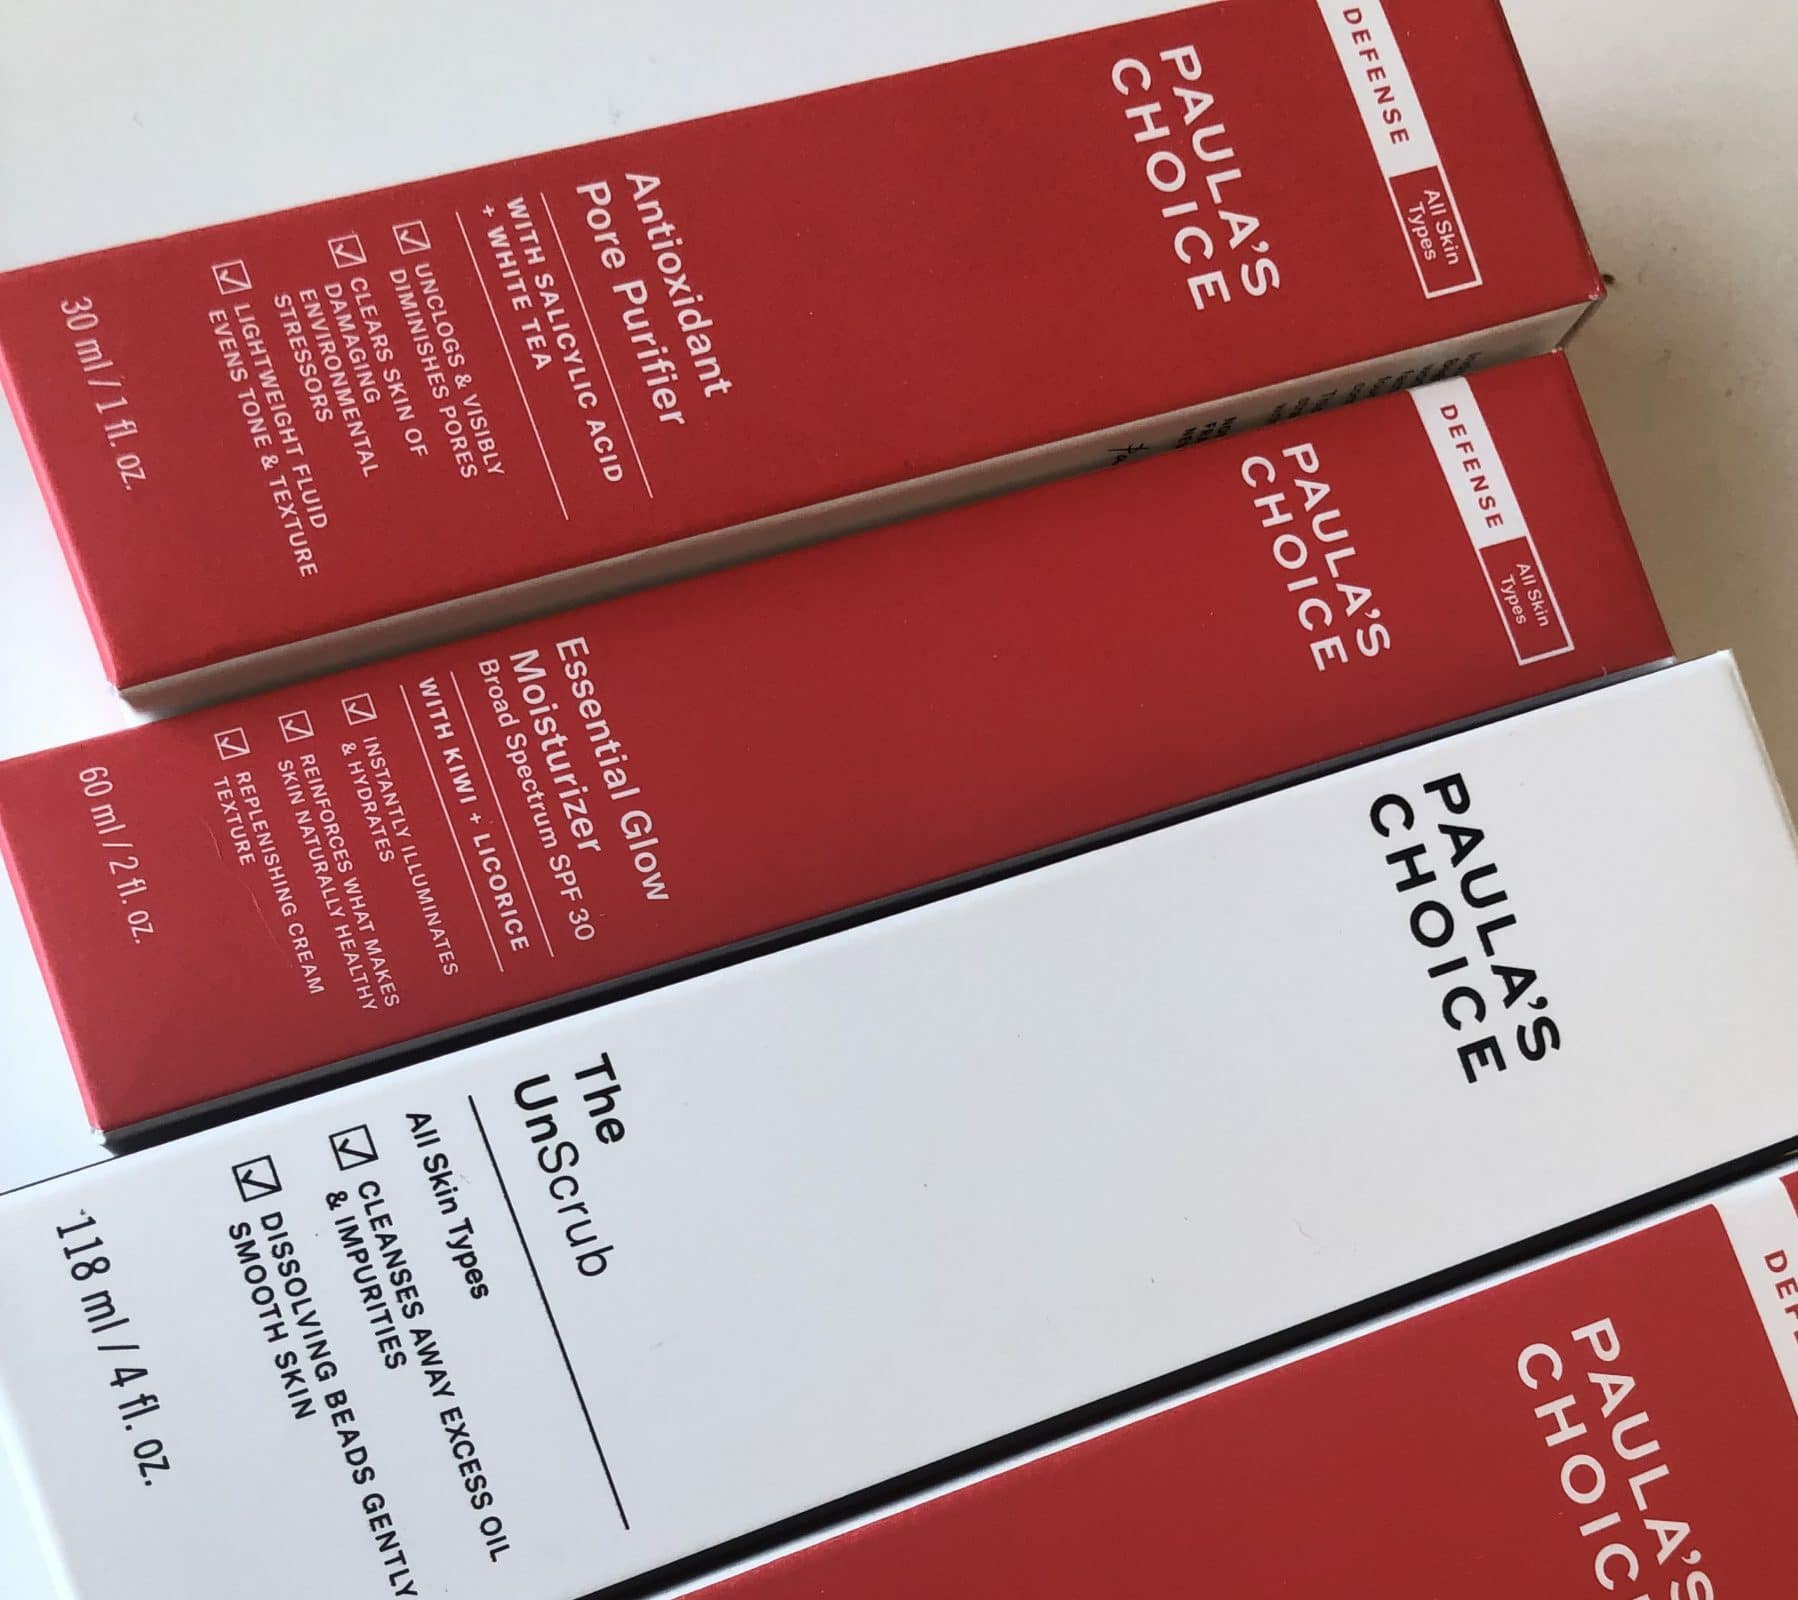 DEFENSE
All Skin
Types
PAULA'S
CHOICE
Antioxidant
Pore Purifier
WITH SALICYLIC ACID
+ WHITE TEA
UNCLOGS & VISIBLY
DIMINISHES PORES
CLEARS SKIN OF
DAMAGING
ENVIRONMENTAL
STRESSORS
LIGHTWEIGHT FLUID
EVENS TONE & TEXTURE
30 ml / 1 fl. oz.
DEFENSE
All Skin
Types
PAULA'S
CHOICE
Essential Glow
Moisturizer
Broad Spectrum SPF 30
WITH KIWI + LICORICE
INSTANTLY ILLUMINATES
& HYDRATES
REINFORCES WHAT MAKES
SKIN NATURALLY HEALTHY
REPLENISHING CREAM
TEXTURE
60 ml / 2 fl. oz.
PAULA'S
CHOICE
The
UnScrub
All Skin Types
CLEANSES AWAY EXCESS OIL
& IMPURITIES
DISSOLVING BEADS GENTLY
SMOOTH SKIN
118 ml / 4 fl. oz.
PAULA'S